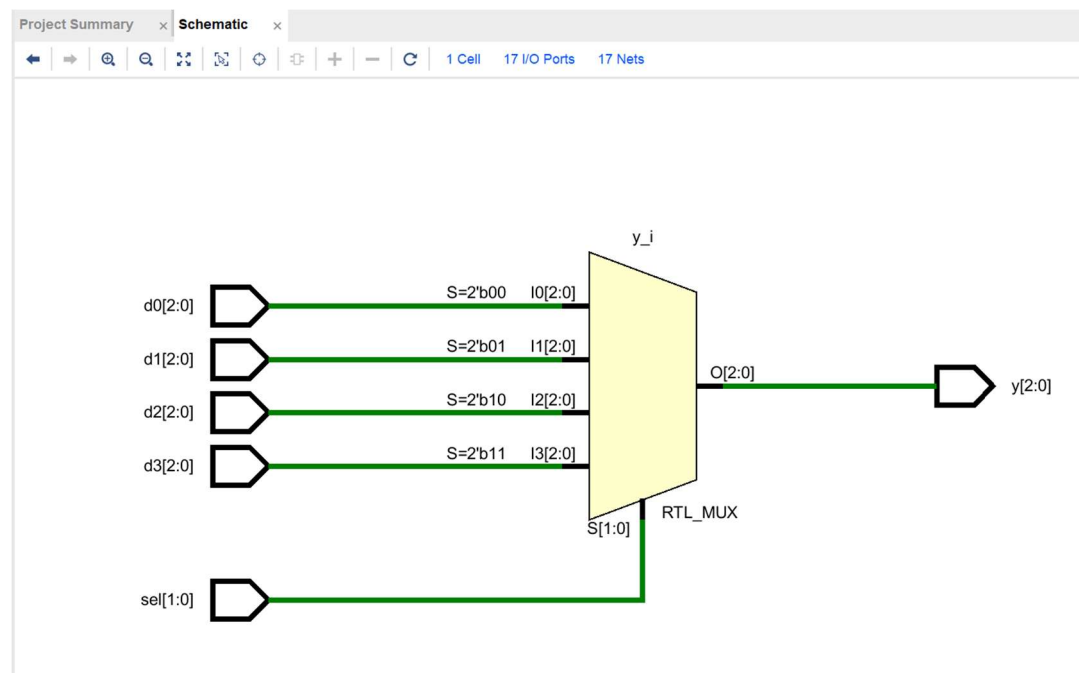 Project Summary × Schematic ×
1 Cell 17 I/O Ports 17 Nets
y_i
d0[2:0] S=2'b00 I0[2:0]
d1[2:0] S=2'b01 I1[2:0]
O[2:0] y[2:0]
d2[2:0] S=2'b10 I2[2:0]
d3[2:0] S=2'b11 I3[2:0]
RTL_MUX
S[1:0]
sel[1:0]